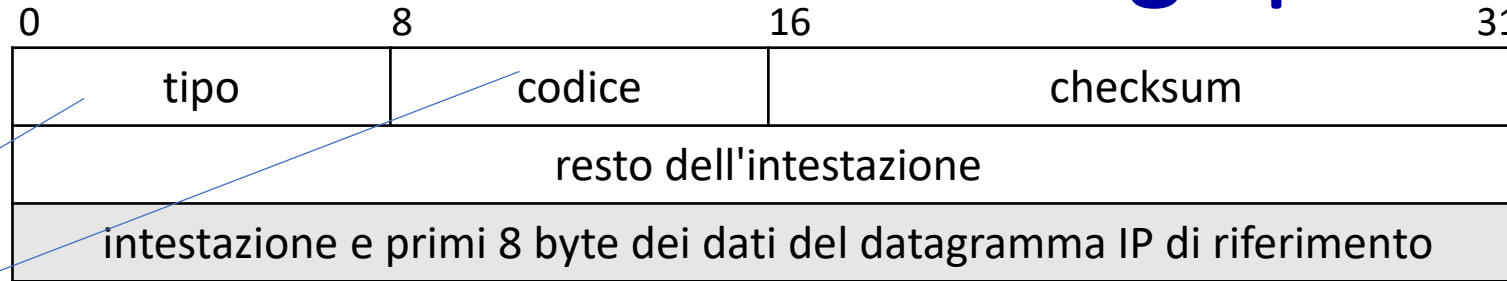 0 8 16 31
tipo codice checksum
resto dell'intestazione
intestazione e primi 8 byte dei dati del datagramma IP di riferimento